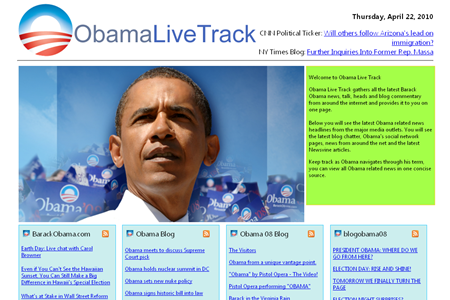 ObamaLiveTrack
Thursday, April 22, 2010
CNN Political Ticker: Will others follow Arizona's lead on
immigration?
NY Times Blog: Further Inquiries Into Former Rep. Massa
Welcome to Obama Live Track
Obama Live Track gathers all the latest Barack
Obama news, talk, heads and blog commentary
from around the internet and provides it to you on
one page.
Below you will see the latest Obama related news
headlines from the major media outlets. You will see
the latest blog chatter, Obama's social network
pages, news from around the net and the latest
Newsvine articles.
Keep track as Obama navigates through his term,
you can view all Obama related news in one concise
source.
BarackObama.com
Earth Day: Live chat with Carol
Browner
Even if You Can't See the Hawaiian
Sunset, You Can Still Make a Big
Difference in Hawaii's Special Election
What's at Stake in Wall Street Reform
Obama Blog
Obama meets to discuss Supreme
Court pick
Obama holds nuclear summit in DC
Obama sets new make policy
Obama signs historic bill into law
Obama 08 Blog
The Visitors
Obama from a unique vantage point.
"Obama" by Pistol Opera - The Video!
Pistol Opera performing "OBAMA"
Barack in the Virginia Rain
blogobama08
PRESIDENT OBAMA: WHERE DO WE
GO FROM HERE?
ELECTION DAY: RISE AND SHINE!
TOMORROW WE FINALLY TURN THE
PAGE
ELECTION NIGHT SURPRISES!